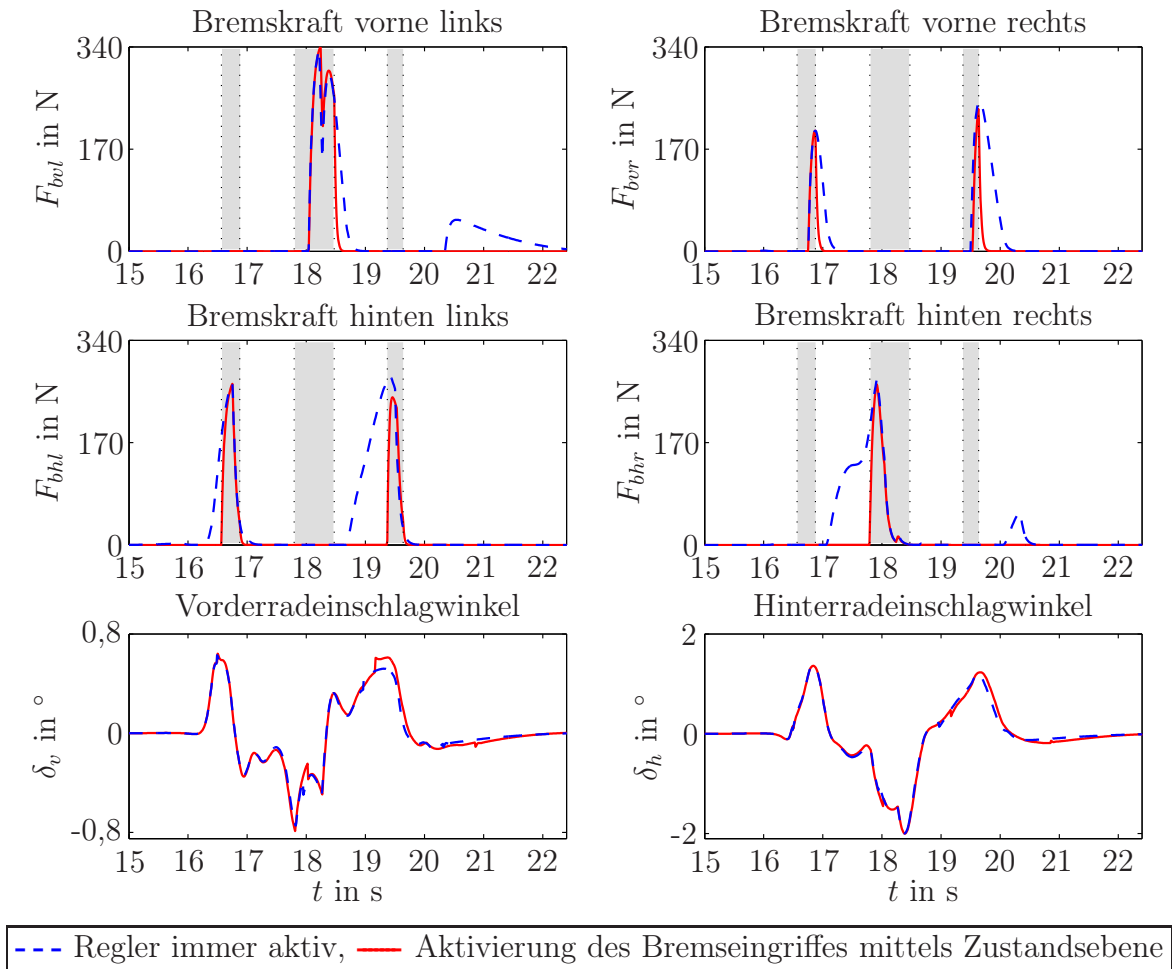 Bremskraft vorne links
340
170
0
F_bvl in N
15 16 17 18 19 20 21 22
Bremskraft vorne rechts
340
170
0
F_bvr in N
15 16 17 18 19 20 21 22
Bremskraft hinten links
340
170
0
F_bhl in N
15 16 17 18 19 20 21 22
Bremskraft hinten rechts
340
170
0
F_bhr in N
15 16 17 18 19 20 21 22
Vorderradeinschlagwinkel
0,8
0
-0,8
δ_v in °
15 16 17 18 19 20 21 22
t in s
Hinterradeinschlagwinkel
2
0
-2
δ_h in °
15 16 17 18 19 20 21 22
t in s
Regler immer aktiv, Aktivierung des Bremseingriffes mittels Zustandsebene